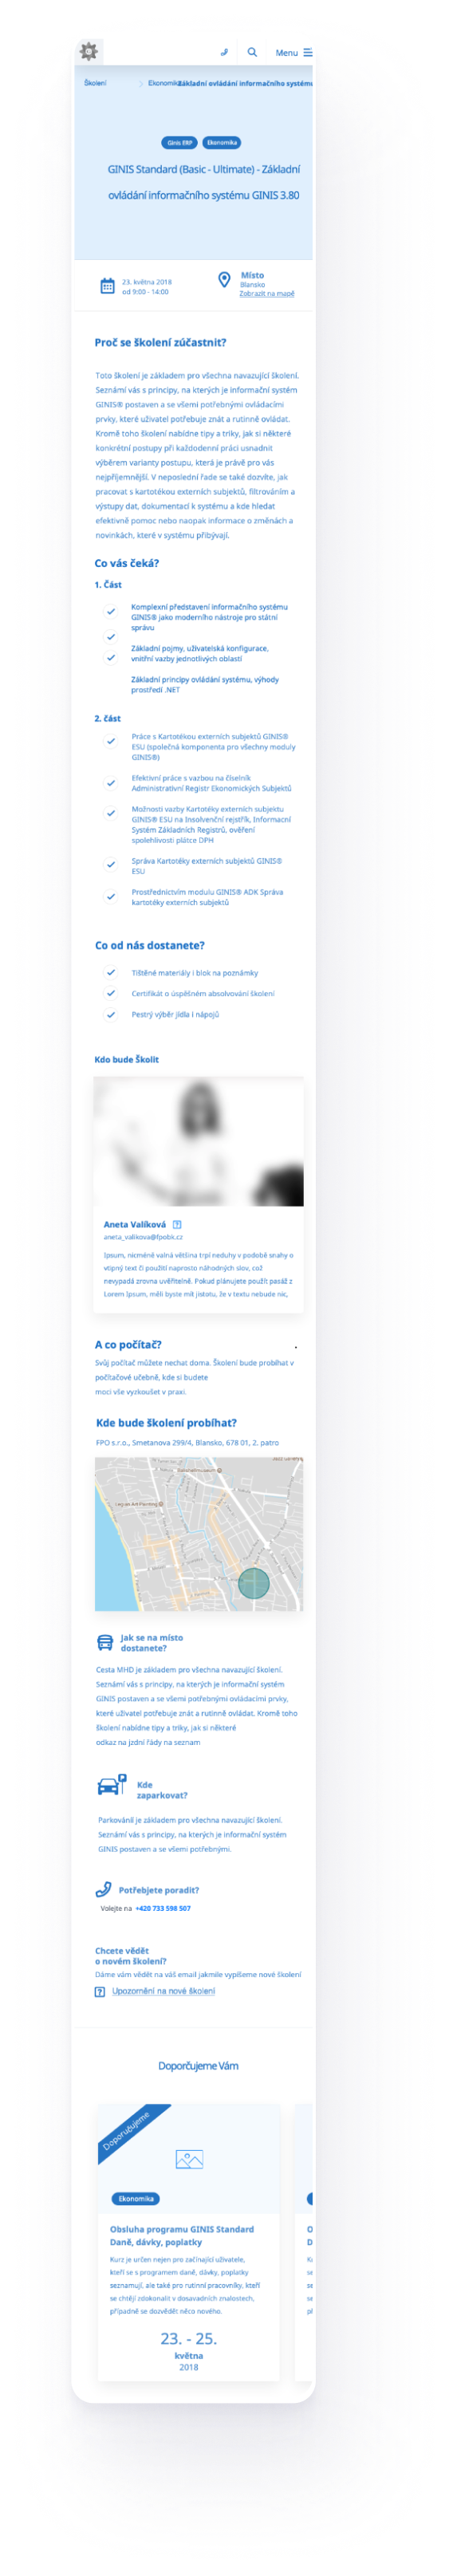 Menu
Školení
Ekonomika
Základní ovládání informačního systému
Ginis ERP
Ekonomika
GINIS Standard (Basic - Ultimate) - Základní
ovládání informačního systému GINIS 3.80
23. května 2018
od 9:00 - 14:00
Místo
Blansko
Zobrazit na mapě
Proč se školení zúčastnit?
Toto školení je základem pro všechna navazující školení.
Seznámí vás s principy, na kterých je informační systém
GINIS® postaven a se všemi potřebnými ovládacími
prvky, které uživatel potřebuje znát a rutinně ovládat.
Kromě toho školení nabídne tipy a triky, jak si některé
konkrétní postupy při každodenní práci usnadnit
výběrem varianty postupu, která je právě pro vás
nejpříjemnější. V neposlední řade se také dozvíte, jak
pracovat s kartotékou externích subjektů, filtrováním a
výstupy dat, dokumentací k systému a kde hledat
efektivně pomoc nebo naopak informace o změnách a
novinkách, které v systému přibývají.
Co vás čeká?
1. Část
Komplexní představení informačního systému
GINIS® jako moderního nástroje pro státní
správu
Základní pojmy, uživatelská konfigurace,
vnitřní vazby jednotlivých oblastí
Základní principy ovládání systému, výhody
prostředí .NET
2. část
Práce s Kartotékou externích subjektů GINIS®
ESU (společná komponenta pro všechny moduly
GINIS®)
Efektivní práce s vazbou na číselník
Administrativní Registr Ekonomických Subjektů
Možnosti vazby Kartotéky externích subjektu
GINIS® ESU na Insolvenční rejstřík, Informacní
Systém Základních Registrů, ověření
spolehlivosti plátce DPH
Správa Kartotéky externích subjektů GINIS®
ESU
Prostřednictvím modulu GINIS® ADK Správa
kartotéky externích subjektů
Co od nás dostanete?
Tištěné materiály i blok na poznámky
Certifikát o úspěšném absolvování školení
Pestrý výběr jídla i nápojů
Kdo bude Školit
Aneta Valíková
aneta_valikova@fpobk.cz
Ipsum, nicméně valná většina trpí neduhy v podobě snahy o
vtipný text či použití naprosto náhodných slov, což
nevypadá zrovna uvěřitelně. Pokud plánujete použít pasáž z
Lorem Ipsum, měli byste mít jistotu, že v textu nebude nic,
A co počítač?
Svůj počítač můžete nechat doma. Školení bude probíhat v
počítačové učebně, kde si budete
moci vše vyzkoušet v praxi.
Kde bude školení probíhat?
FPO s.r.o., Smetanova 299/4, Blansko, 678 01, 2. patro
Jak se na místo
dostanete?
Cesta MHD je základem pro všechna navazující školení.
Seznámí vás s principy, na kterých je informační systém
GINIS postaven a se všemi potřebnými ovládacími prvky,
které uživatel potřebuje znát a rutinně ovládat. Kromě toho
školení nabídne tipy a triky, jak si některé
odkaz na jzdní řády na seznam
P
Kde
zaparkovat?
Parkovánií je základem pro všechna navazující školení.
Seznámí vás s principy, na kterých je informační systém
GINIS postaven a se všemi potřebnými.
Potřebjete poradit?
Volejte na +420 733 598 507
Chcete vědět
o novém školení?
Dáme vám vědět na váš email jakmile vypíšeme nové školení
Upozornění na nové školení
Doporčujeme Vám
Doporučujeme
Ekonomika
Obsluha programu GINIS Standard
Daně, dávky, poplatky
Kurz je určen nejen pro začínající uživatele,
kteří se s programem daně, dávky, poplatky
seznamují, ale také pro rutinní pracovníky, kteří
se chtějí zdokonalit v dosavadních znalostech,
případně se dozvědět něco nového.
23. - 25.
května
2018